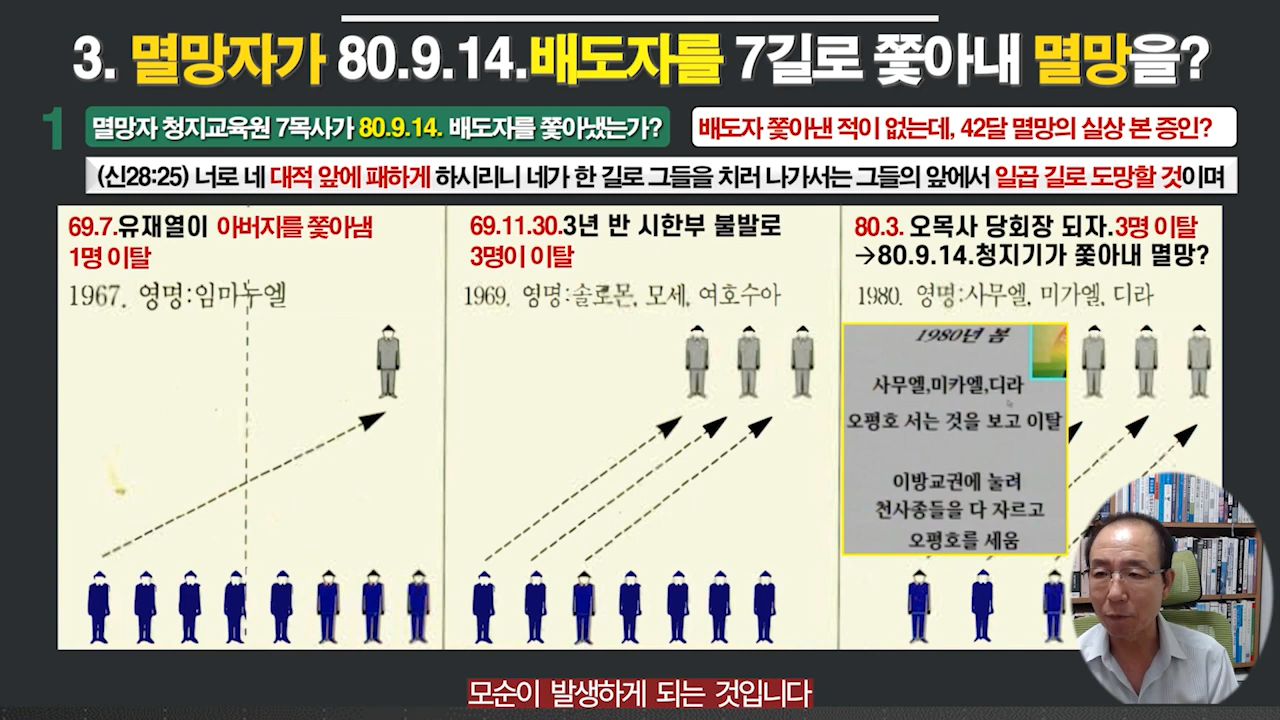 3. 멸망자가 80.9.14.배도자를 7길로 쫓아내 멸망을?
1
멸망자 청지교육원 7목사가 80.9.14. 배도자를 쫓아냈는가?
배도자 쫓아낸 적이 없는데, 42달 멸망의 실상 본 증인?
(신28:25) 너로 네 대적 앞에 패하게 하시리니 네가 한 길로 그들을 치러 나가서는 그들의 앞에서 일곱 길로 도망할 것이며
69.7.유재열이 아버지를 쫓아냄
1명 이탈
1967. 영명:임마누엘
69.11.30.3년 반 시한부 불발로
3명이 이탈
1969. 영명:솔로몬, 모세, 여호수아
80.3. 오목사 당회장 되자.3명 이탈
→80.9.14.청지기가 쫓아내 멸망?
1980. 영명:사무엘, 미가엘, 디라
1980년 봄
사무엘,미카엘,디라
오평호 서는 것을 보고 이탈
이방교권에 눌려
천사종들을 다 자르고
오평호를 세움
모순이 발생하게 되는 것입니다